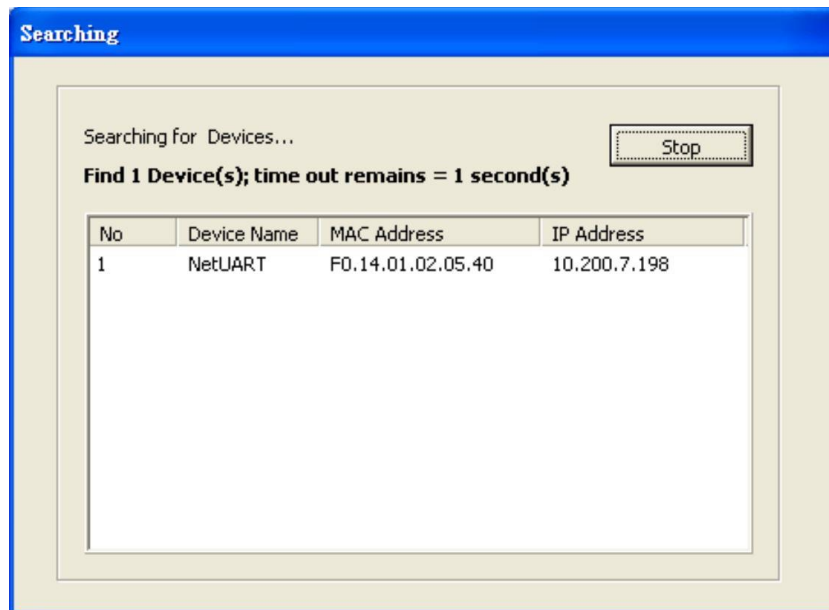 Searching
Searching for Devices...
Stop
Find 1 Device(s); time out remains = 1 second(s)
No Device Name MAC Address IP Address
1 NetUART F0.14.01.02.05.40 10.200.7.198